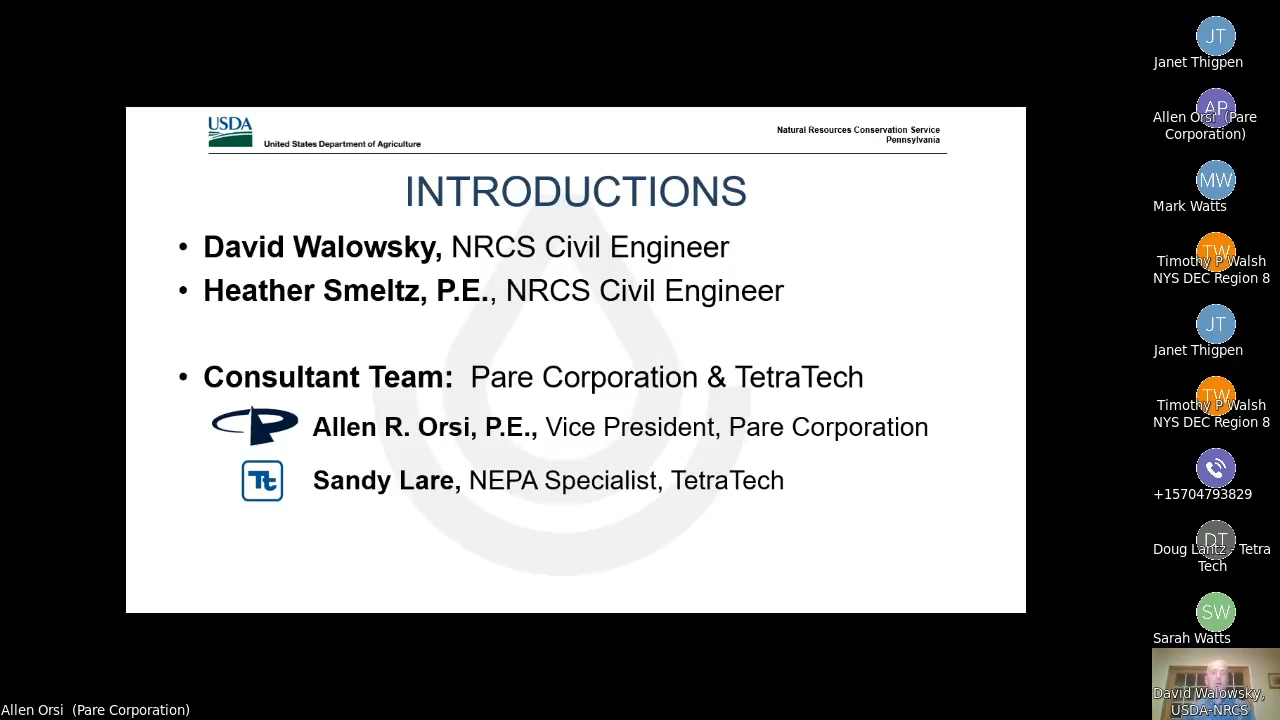 USDA
United States Department of Agriculture
Natural Resources Conservation Service
Pennsylvania
INTRODUCTIONS
• David Walowsky, NRCS Civil Engineer
• Heather Smeltz, P.E., NRCS Civil Engineer
• Consultant Team: Pare Corporation & TetraTech
P
Allen R. Orsi, P.E., Vice President, Pare Corporation
Tt
Sandy Lare, NEPA Specialist, TetraTech
Allen Orsi (Pare Corporation)
JT
Janet Thigpen
AP
Allen Orsi (Pare
Corporation)
MW
Mark Watts
TW
Timothy P Walsh
NYS DEC Region 8
JT
Janet Thigpen
TW
Timothy P Walsh
NYS DEC Region 8
+15704793829
DT
Doug Lantz - Tetra
Tech
SW
Sarah Watts
David Walowsky,
USDA-NRCS